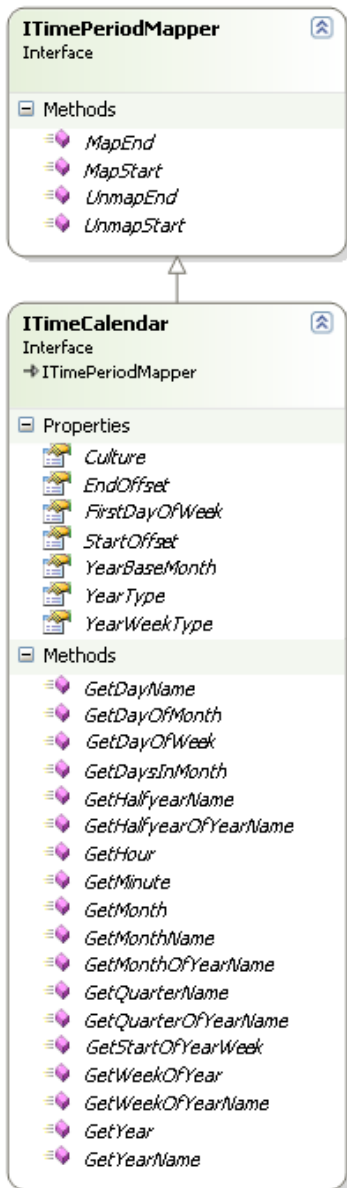 ITimePeriodMapper
Interface
Methods
MapEnd
MapStart
UnmapEnd
UnmapStart
ITimeCalendar
Interface
ITimePeriodMapper
Properties
Culture
EndOffset
FirstDayOfWeek
StartOffset
YearBaseMonth
YearType
YearWeekType
Methods
GetDayName
GetDayOfMonth
GetDayOfWeek
GetDaysInMonth
GetHalfyearName
GetHalfyearOfYearName
GetHour
GetMinute
GetMonth
GetMonthName
GetMonthOfYearName
GetQuarterName
GetQuarterOfYearName
GetStartOfYearWeek
GetWeekOfYear
GetWeekOfYearName
GetYear
GetYearName